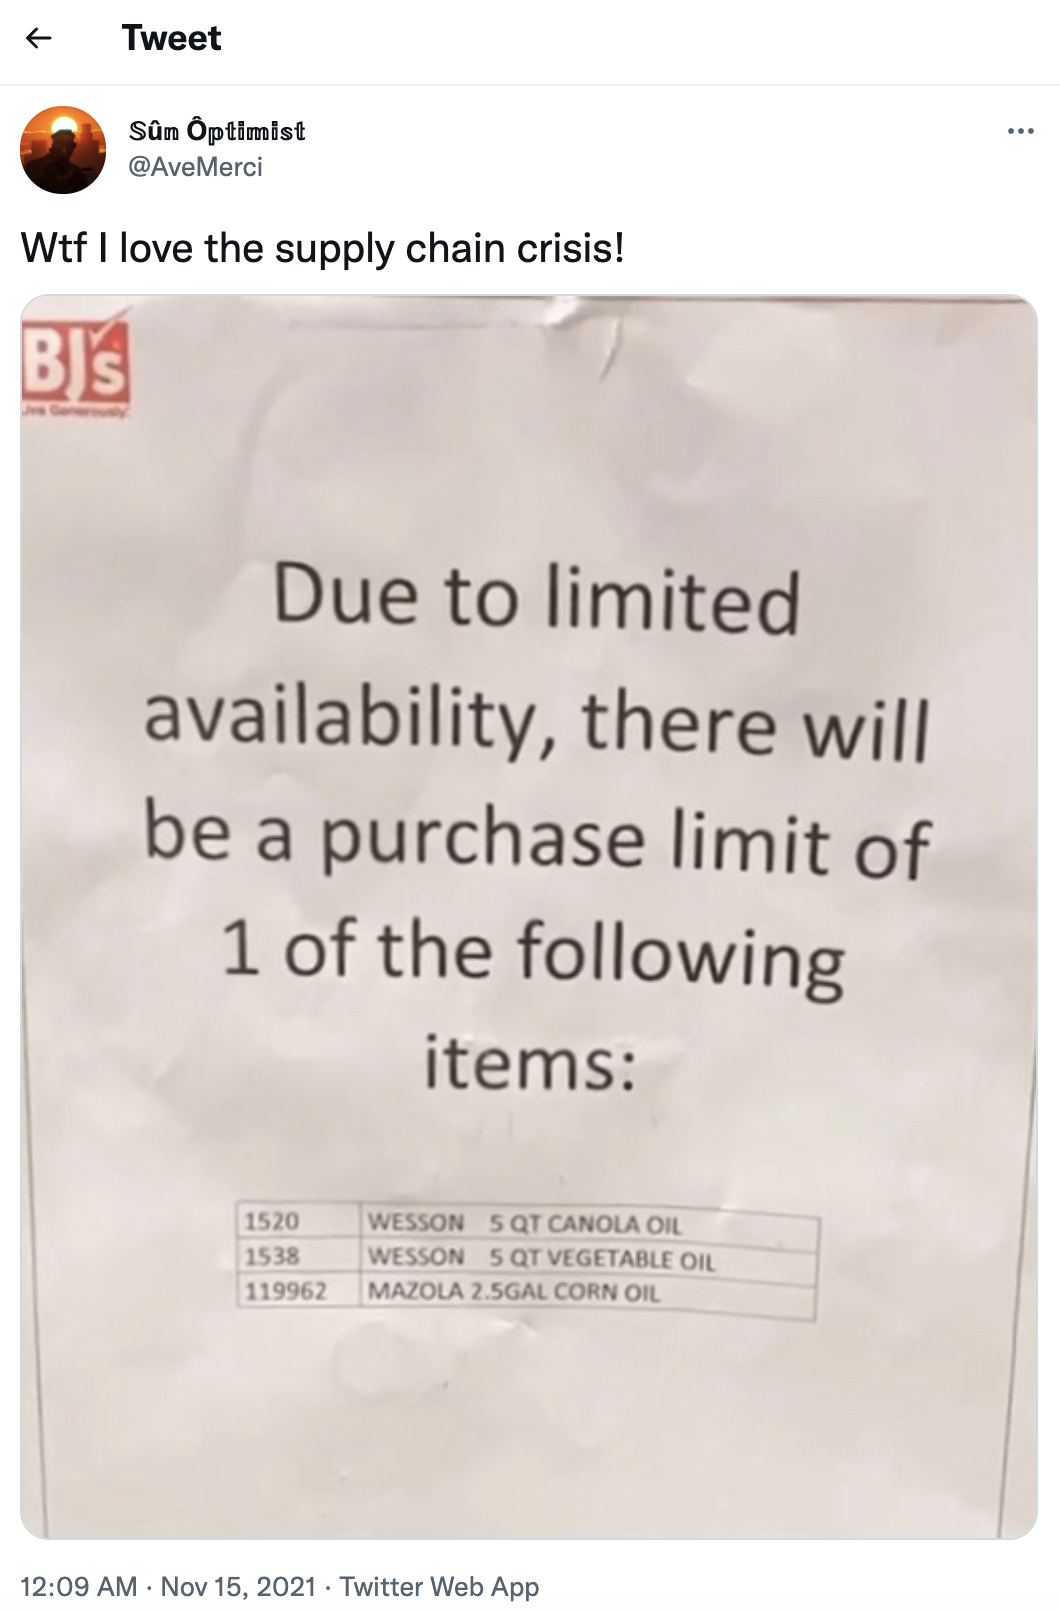 Tweet
𝕊û𝕟 Ô𝕡𝕥𝕚𝕞𝕚𝕤𝕥
@AveMerci
Wtf I love the supply chain crisis!
BJ's
Live Generously.
Due to limited
availability, there will
be a purchase limit of
1 of the following
items:
1520 WESSON 5 QT CANOLA OIL
1538 WESSON 5 QT VEGETABLE OIL
119962 MAZOLA 2.5GAL CORN OIL
12:09 AM · Nov 15, 2021 · Twitter Web App